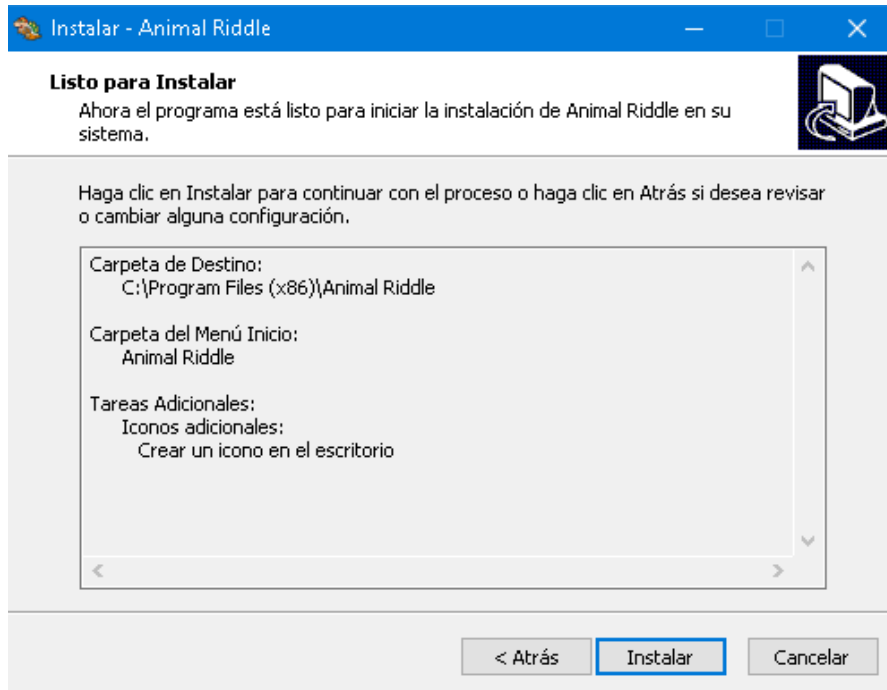 Instalar - Animal Riddle
Listo para Instalar
Ahora el programa está listo para iniciar la instalación de Animal Riddle en su
sistema.
Haga clic en Instalar para continuar con el proceso o haga clic en Atrás si desea revisar
o cambiar alguna configuración.
Carpeta de Destino:
C:\Program Files (x86)\Animal Riddle
Carpeta del Menú Inicio:
Animal Riddle
Tareas Adicionales:
Iconos adicionales:
Crear un icono en el escritorio
< Atrás
Instalar
Cancelar